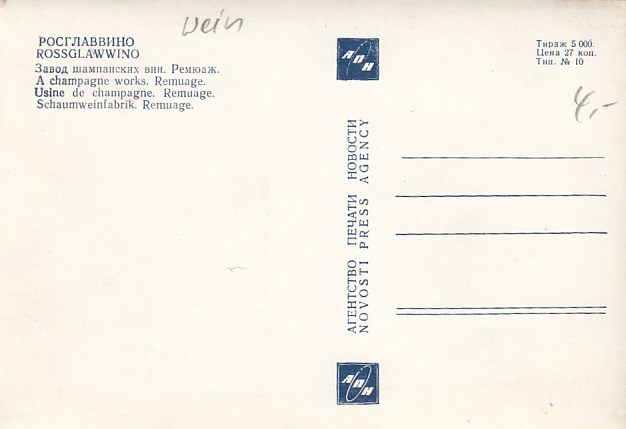 Wein
РОСГЛАВВИНО
ROSSGLAWWINO
Завод шампанских вин. Ремюаж.
A champagne works. Remuage.
Usine de champagne. Remuage.
Schaumweinfabrik. Remuage.
АПН
АГЕНТСТВО ПЕЧАТИ НОВОСТИ
NOVOSTI PRESS AGENCY
АПН
Тираж 5 000.
Цена 27 коп.
Тип. № 10
4,-